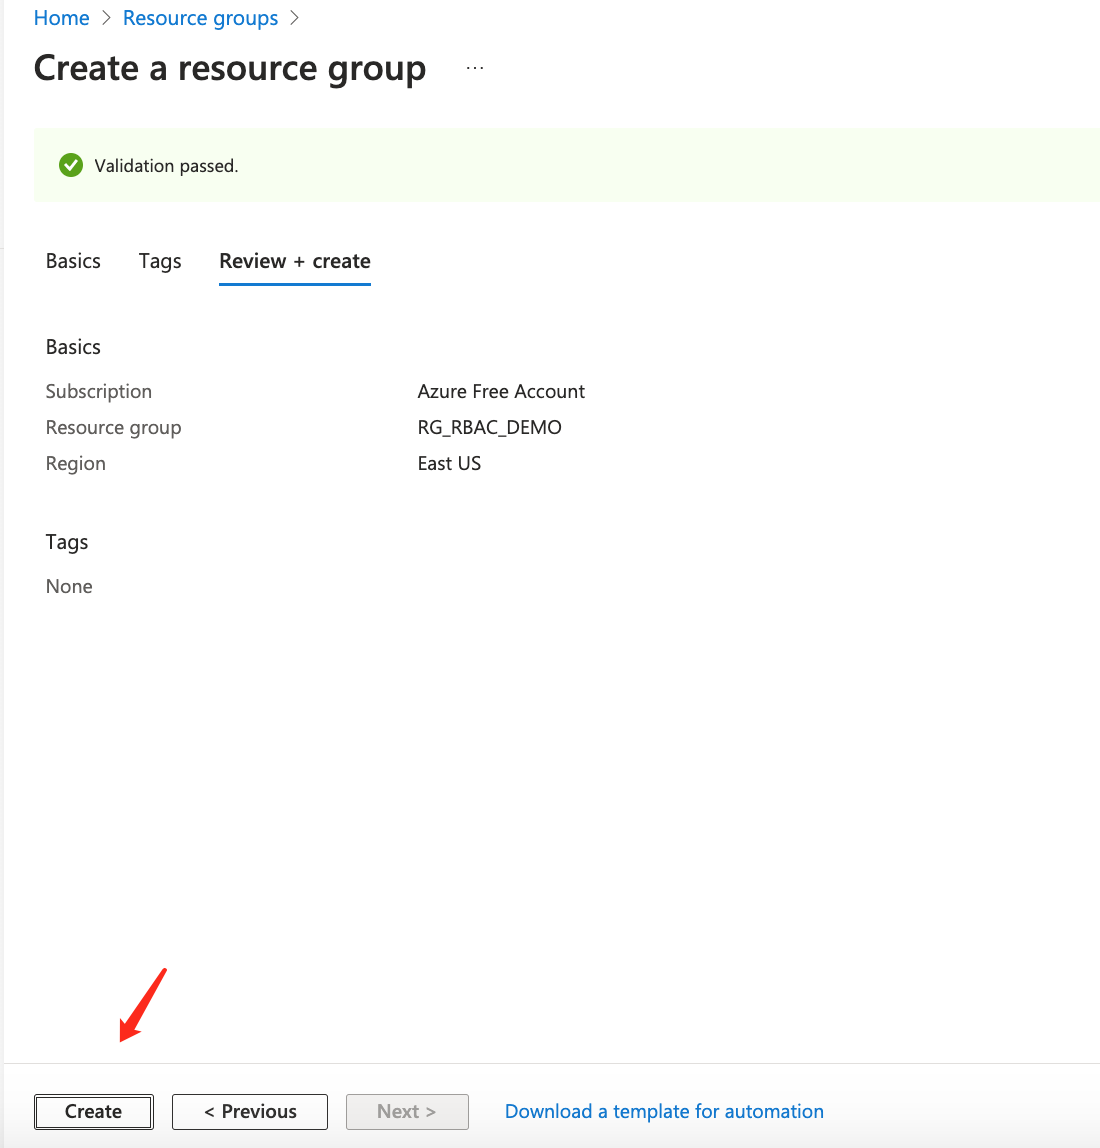 Home > Resource groups >
Create a resource group ...
Validation passed.
Basics Tags Review + create
Basics
Subscription Azure Free Account
Resource group RG_RBAC_DEMO
Region East US
Tags
None
Create < Previous Next > Download a template for automation